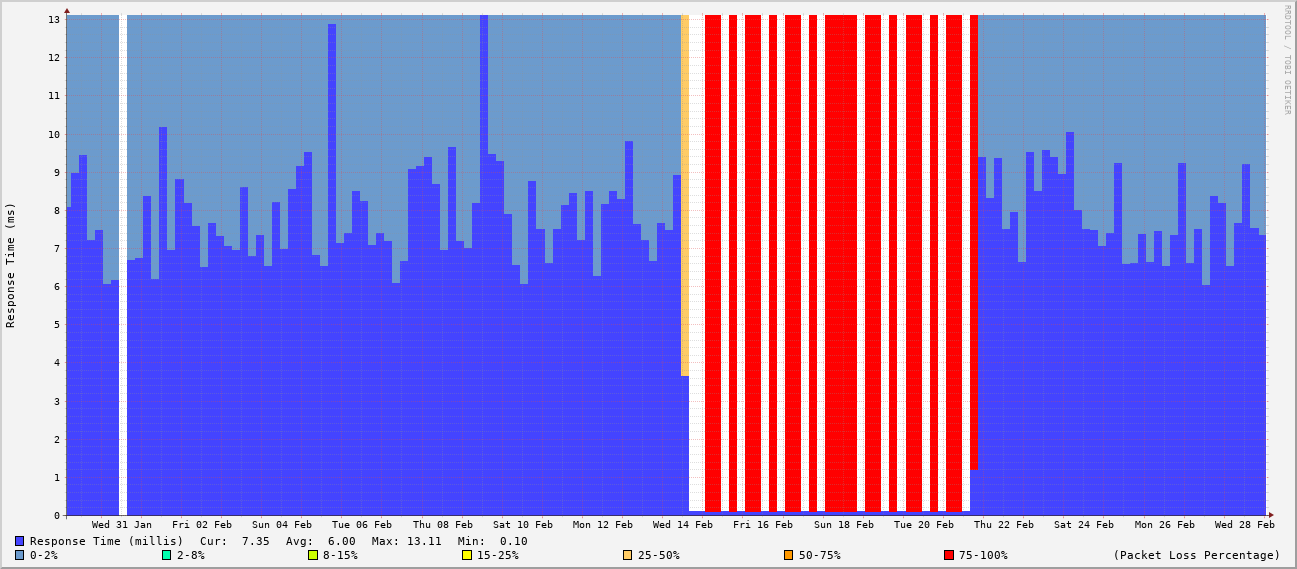 RRDTOOL / TOBI OETIKER
Response Time (ms)
13
12
11
10
9
8
7
6
5
4
3
2
1
0
Wed 31 Jan Fri 02 Feb Sun 04 Feb Tue 06 Feb Thu 08 Feb Sat 10 Feb Mon 12 Feb Wed 14 Feb Fri 16 Feb Sun 18 Feb Tue 20 Feb Thu 22 Feb Sat 24 Feb Mon 26 Feb Wed 28 Feb
Response Time (millis) Cur: 7.35 Avg: 6.00 Max: 13.11 Min: 0.10
0-2% 2-8% 8-15% 15-25% 25-50% 50-75% 75-100% (Packet Loss Percentage)